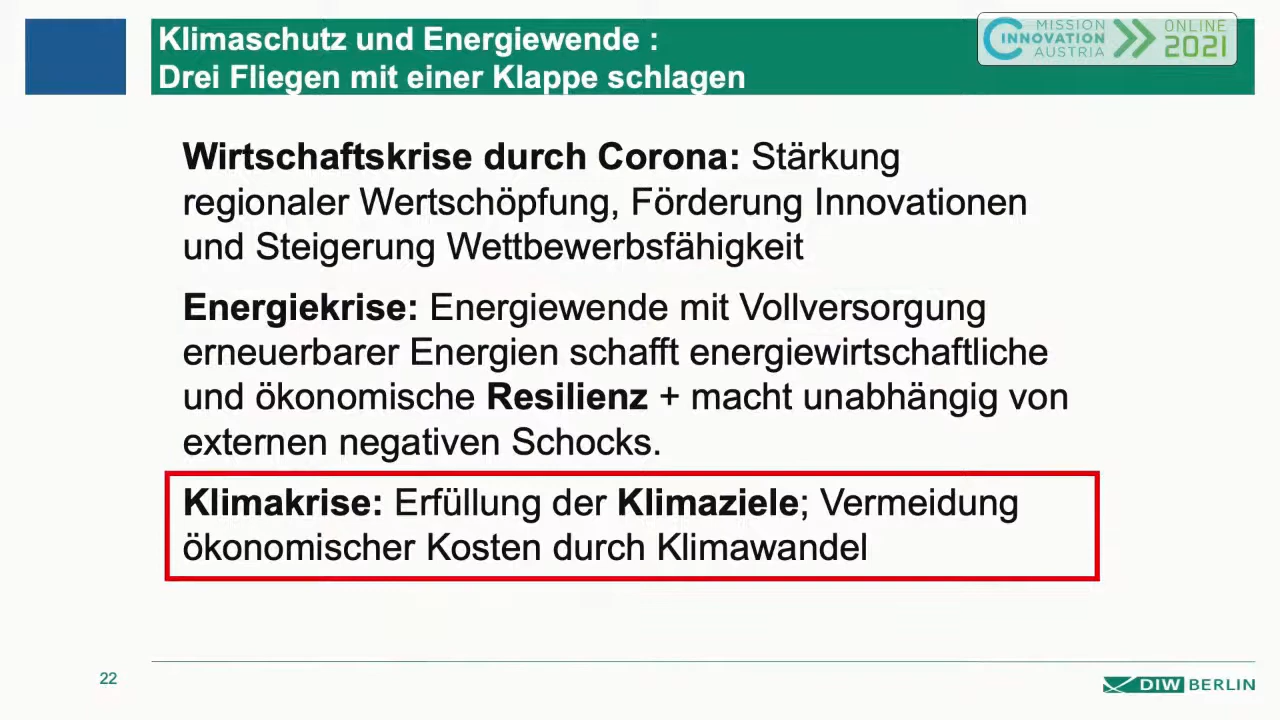 Klimaschutz und Energiewende :
Drei Fliegen mit einer Klappe schlagen
MISSION
INNOVATION
AUSTRIA
ONLINE
2021
Wirtschaftskrise durch Corona: Stärkung
regionaler Wertschöpfung, Förderung Innovationen
und Steigerung Wettbewerbsfähigkeit
Energiekrise: Energiewende mit Vollversorgung
erneuerbarer Energien schafft energiewirtschaftliche
und ökonomische Resilienz + macht unabhängig von
externen negativen Schocks.
Klimakrise: Erfüllung der Klimaziele; Vermeidung
ökonomischer Kosten durch Klimawandel
22
DIW BERLIN